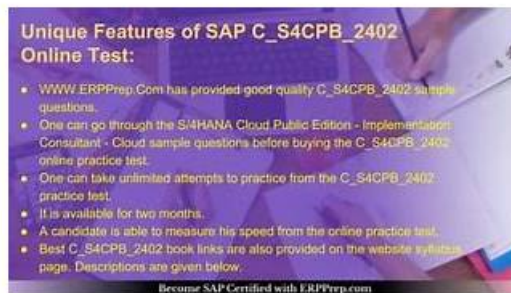 Unique Features of SAP C_S4CPB_2402
Online Test:
● WWW.ERPPrep.Com has provided good quality C_S4CPB_2402 sample
questions.
● One can go through the S/4HANA Cloud Public Edition - Implementation
Consultant - Cloud sample questions before buying the C_S4CPB_2402
online practice test.
● One can take unlimited attempts to practice from the C_S4CPB_2402
practice test.
● It is available for two months.
● A candidate is able to measure his speed from the online practice test.
● Best C_S4CPB_2402 book links are also provided on the website syllabus
page. Descriptions are given below.
Become SAP Certified with ERPPrep.com